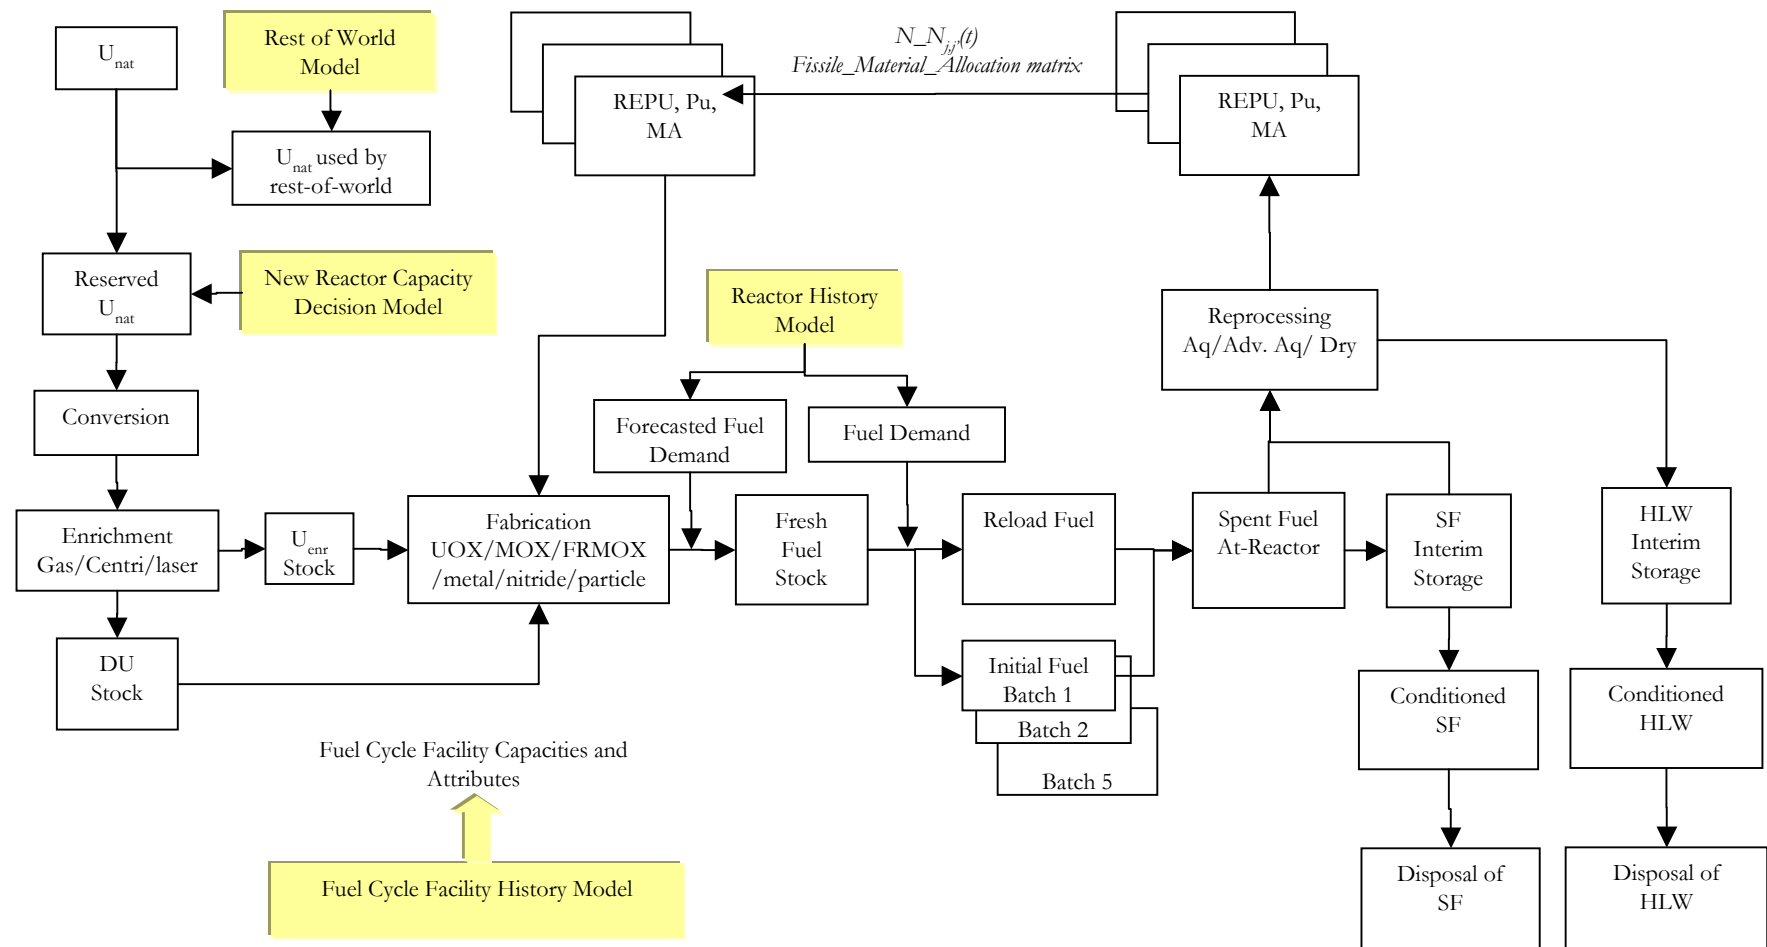 U_nat
Rest of World
Model
N_N_j,j'(t)
Fissile_Material_Allocation matrix
REPU, Pu,
MA
REPU, Pu,
MA
U_nat used by
rest-of-world
Reserved
U_nat
New Reactor Capacity
Decision Model
Reactor History
Model
Reprocessing
Aq/Adv. Aq/ Dry
Conversion
Forecasted Fuel
Demand
Fuel Demand
Enrichment
Gas/Centri/laser
U_enr
Stock
Fabrication
UOX/MOX/FRMOX
/metal/nitride/particle
Fresh
Fuel
Stock
Reload Fuel
Spent Fuel
At-Reactor
SF
Interim
Storage
HLW
Interim
Storage
DU
Stock
Initial Fuel
Batch 1
Batch 2
Batch 5
Conditioned
SF
Conditioned
HLW
Fuel Cycle Facility Capacities and
Attributes
Fuel Cycle Facility History Model
Disposal of
SF
Disposal of
HLW